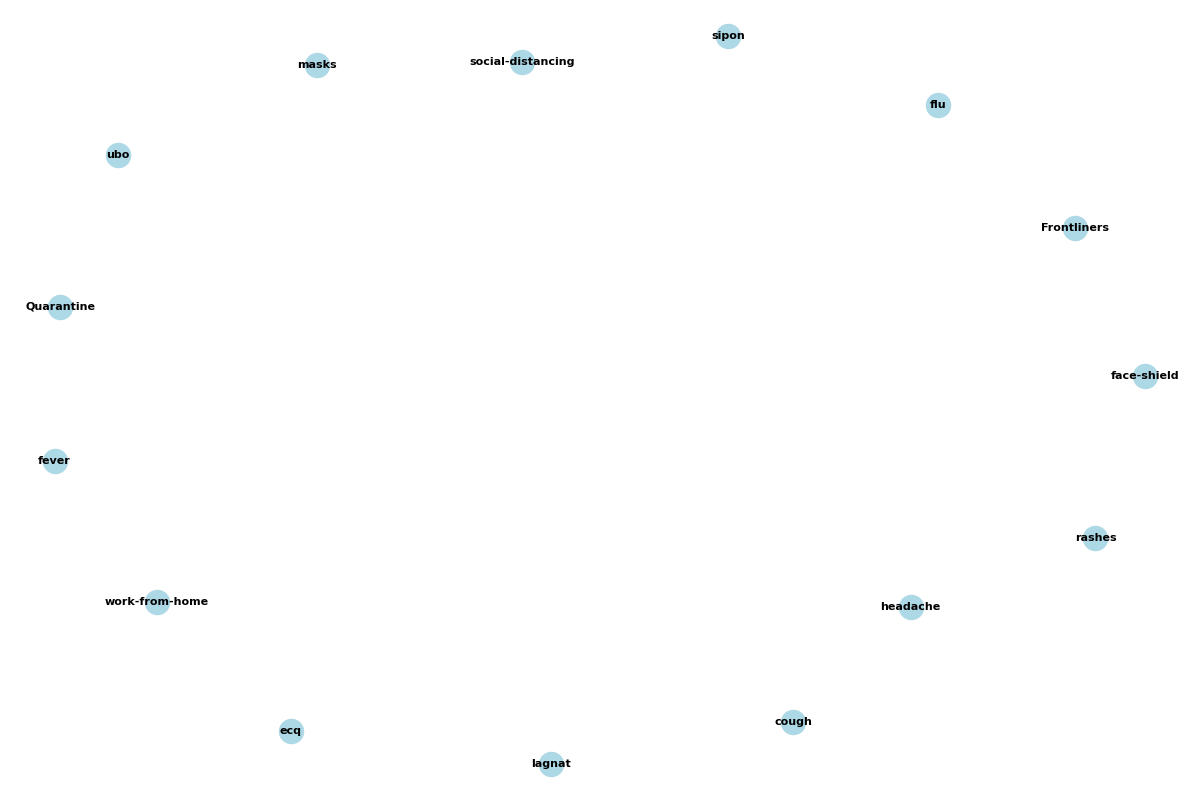 sipon
social-distancing
masks
flu
ubo
Frontliners
Quarantine
face-shield
fever
rashes
work-from-home
headache
cough
ecq
lagnat